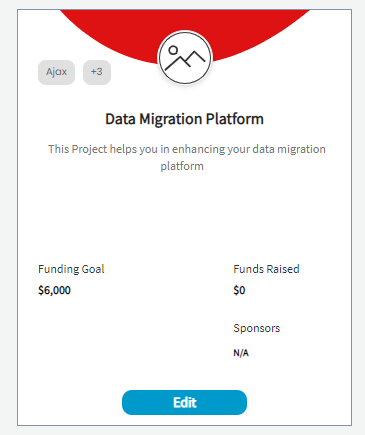 Ajax +3
Data Migration Platform
This Project helps you in enhancing your data migration
platform
Funding Goal Funds Raised
$6,000 $0
Sponsors
N/A
Edit